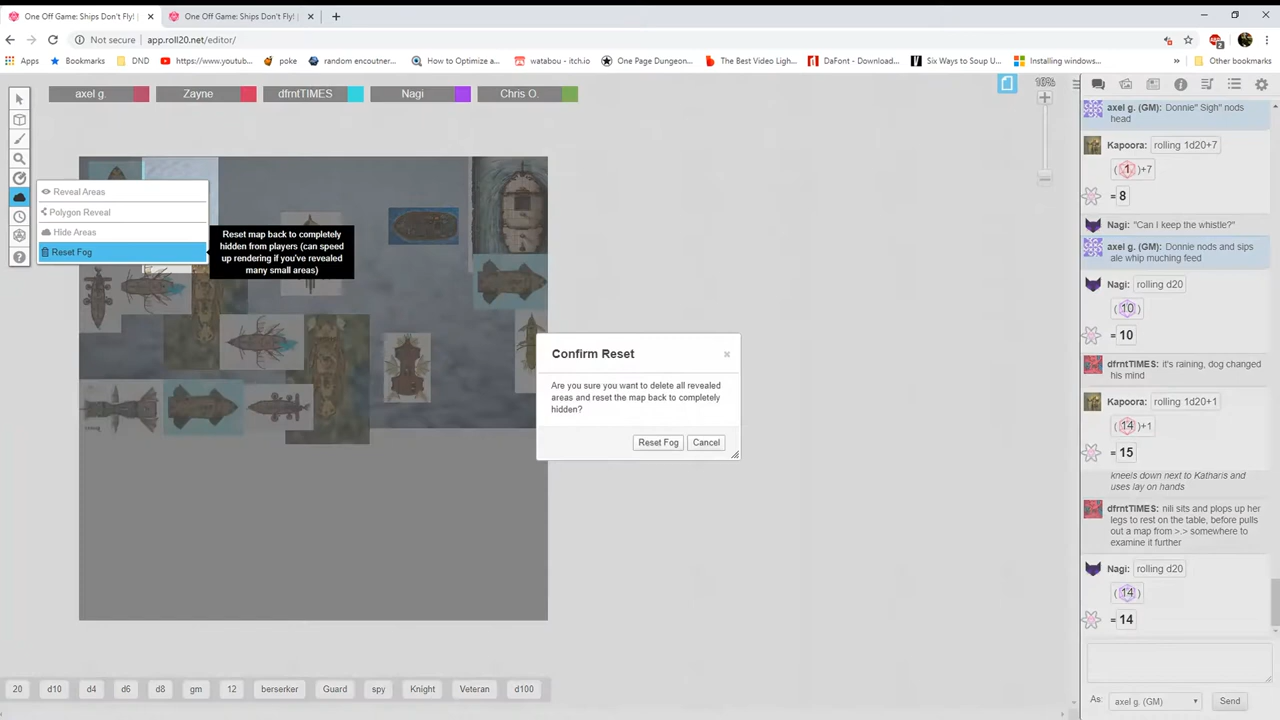 One Off Game: Ships Don't Fly! |
One Off Game: Ships Don't Fly! |
Not secure
app.roll20.net/editor/
2
Apps
Bookmarks
DND
https://www.youtub...
poke
random encoutner...
How to Optimize a...
watabou - itch.io
One Page Dungeon...
The Best Video Ligh...
DaFont - Download...
Six Ways to Soup U...
Installing windows...
»
Other bookmarks
axel g.
Zayne
dfrntTIMES
Nagi
Chris O.
Reveal Areas
Polygon Reveal
Hide Areas
Reset Fog
Reset map back to completely
hidden from players (can speed
up rendering if you've revealed
many small areas)
Confirm Reset
Are you sure you want to delete all revealed
areas and reset the map back to completely
hidden?
Reset Fog
Cancel
axel g. (GM): Donnie" Sigh" nods
head
Kapoora: rolling 1d20+7
(1)+7
= 8
Nagi: "Can I keep the whistle?"
axel g. (GM): Donnie nods and sips
ale whip muching feed
Nagi: rolling d20
(10)
= 10
dfrntTIMES: it's raining, dog changed
his mind
Kapoora: rolling 1d20+1
(14)+1
= 15
kneels down next to Katharis and
uses lay on hands
dfrntTIMES: nili sits and plops up her
legs to rest on the table, before pulls
out a map from >.> somewhere to
examine it further
Nagi: rolling d20
(14)
= 14
20
d10
d4
d6
d8
gm
12
berserker
Guard
spy
Knight
Veteran
d100
As:
axel g. (GM)
Send